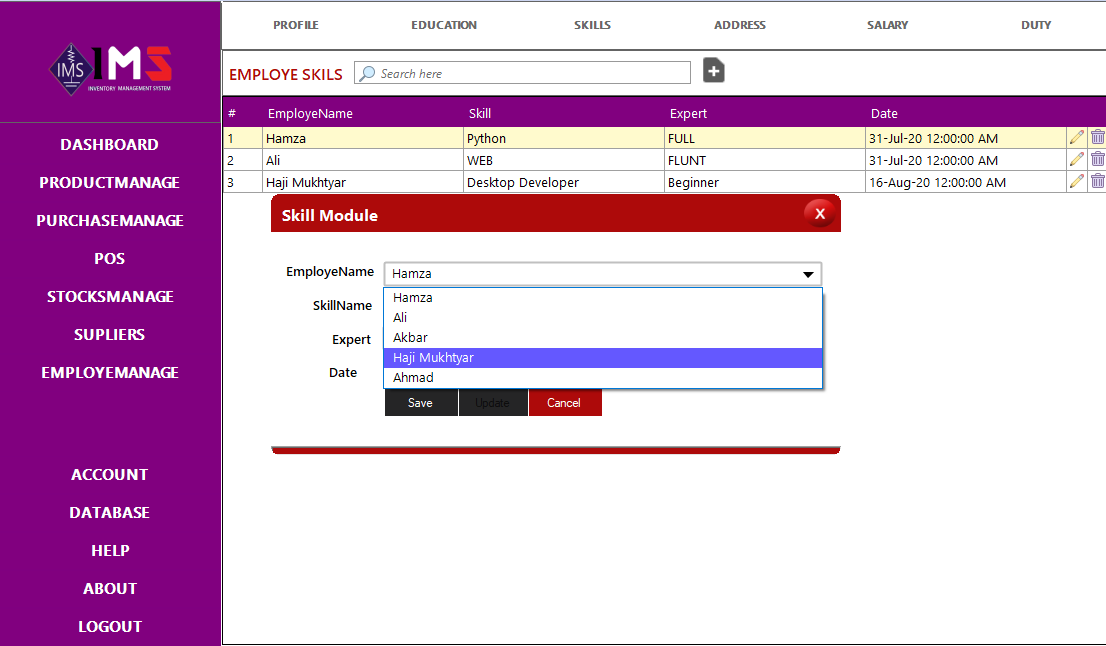 PROFILE EDUCATION SKILLS ADDRESS SALARY DUTY
IMS IMS
INVENTORY MANAGEMENT SYSTEM
EMPLOYE SKILS Search here
# EmployeName Skill Expert Date
1 Hamza Python FULL 31-Jul-20 12:00:00 AM
2 Ali WEB FLUNT 31-Jul-20 12:00:00 AM
3 Haji Mukhtyar Desktop Developer Beginner 16-Aug-20 12:00:00 AM
DASHBOARD
PRODUCTMANAGE
PURCHASEMANAGE
POS
STOCKSMANAGE
SUPLIERS
EMPLOYEMANAGE
ACCOUNT
DATABASE
HELP
ABOUT
LOGOUT
Skill Module X
EmployeName Hamza
SkillName
Expert
Date
Hamza
Ali
Akbar
Haji Mukhtyar
Ahmad
Save Update Cancel